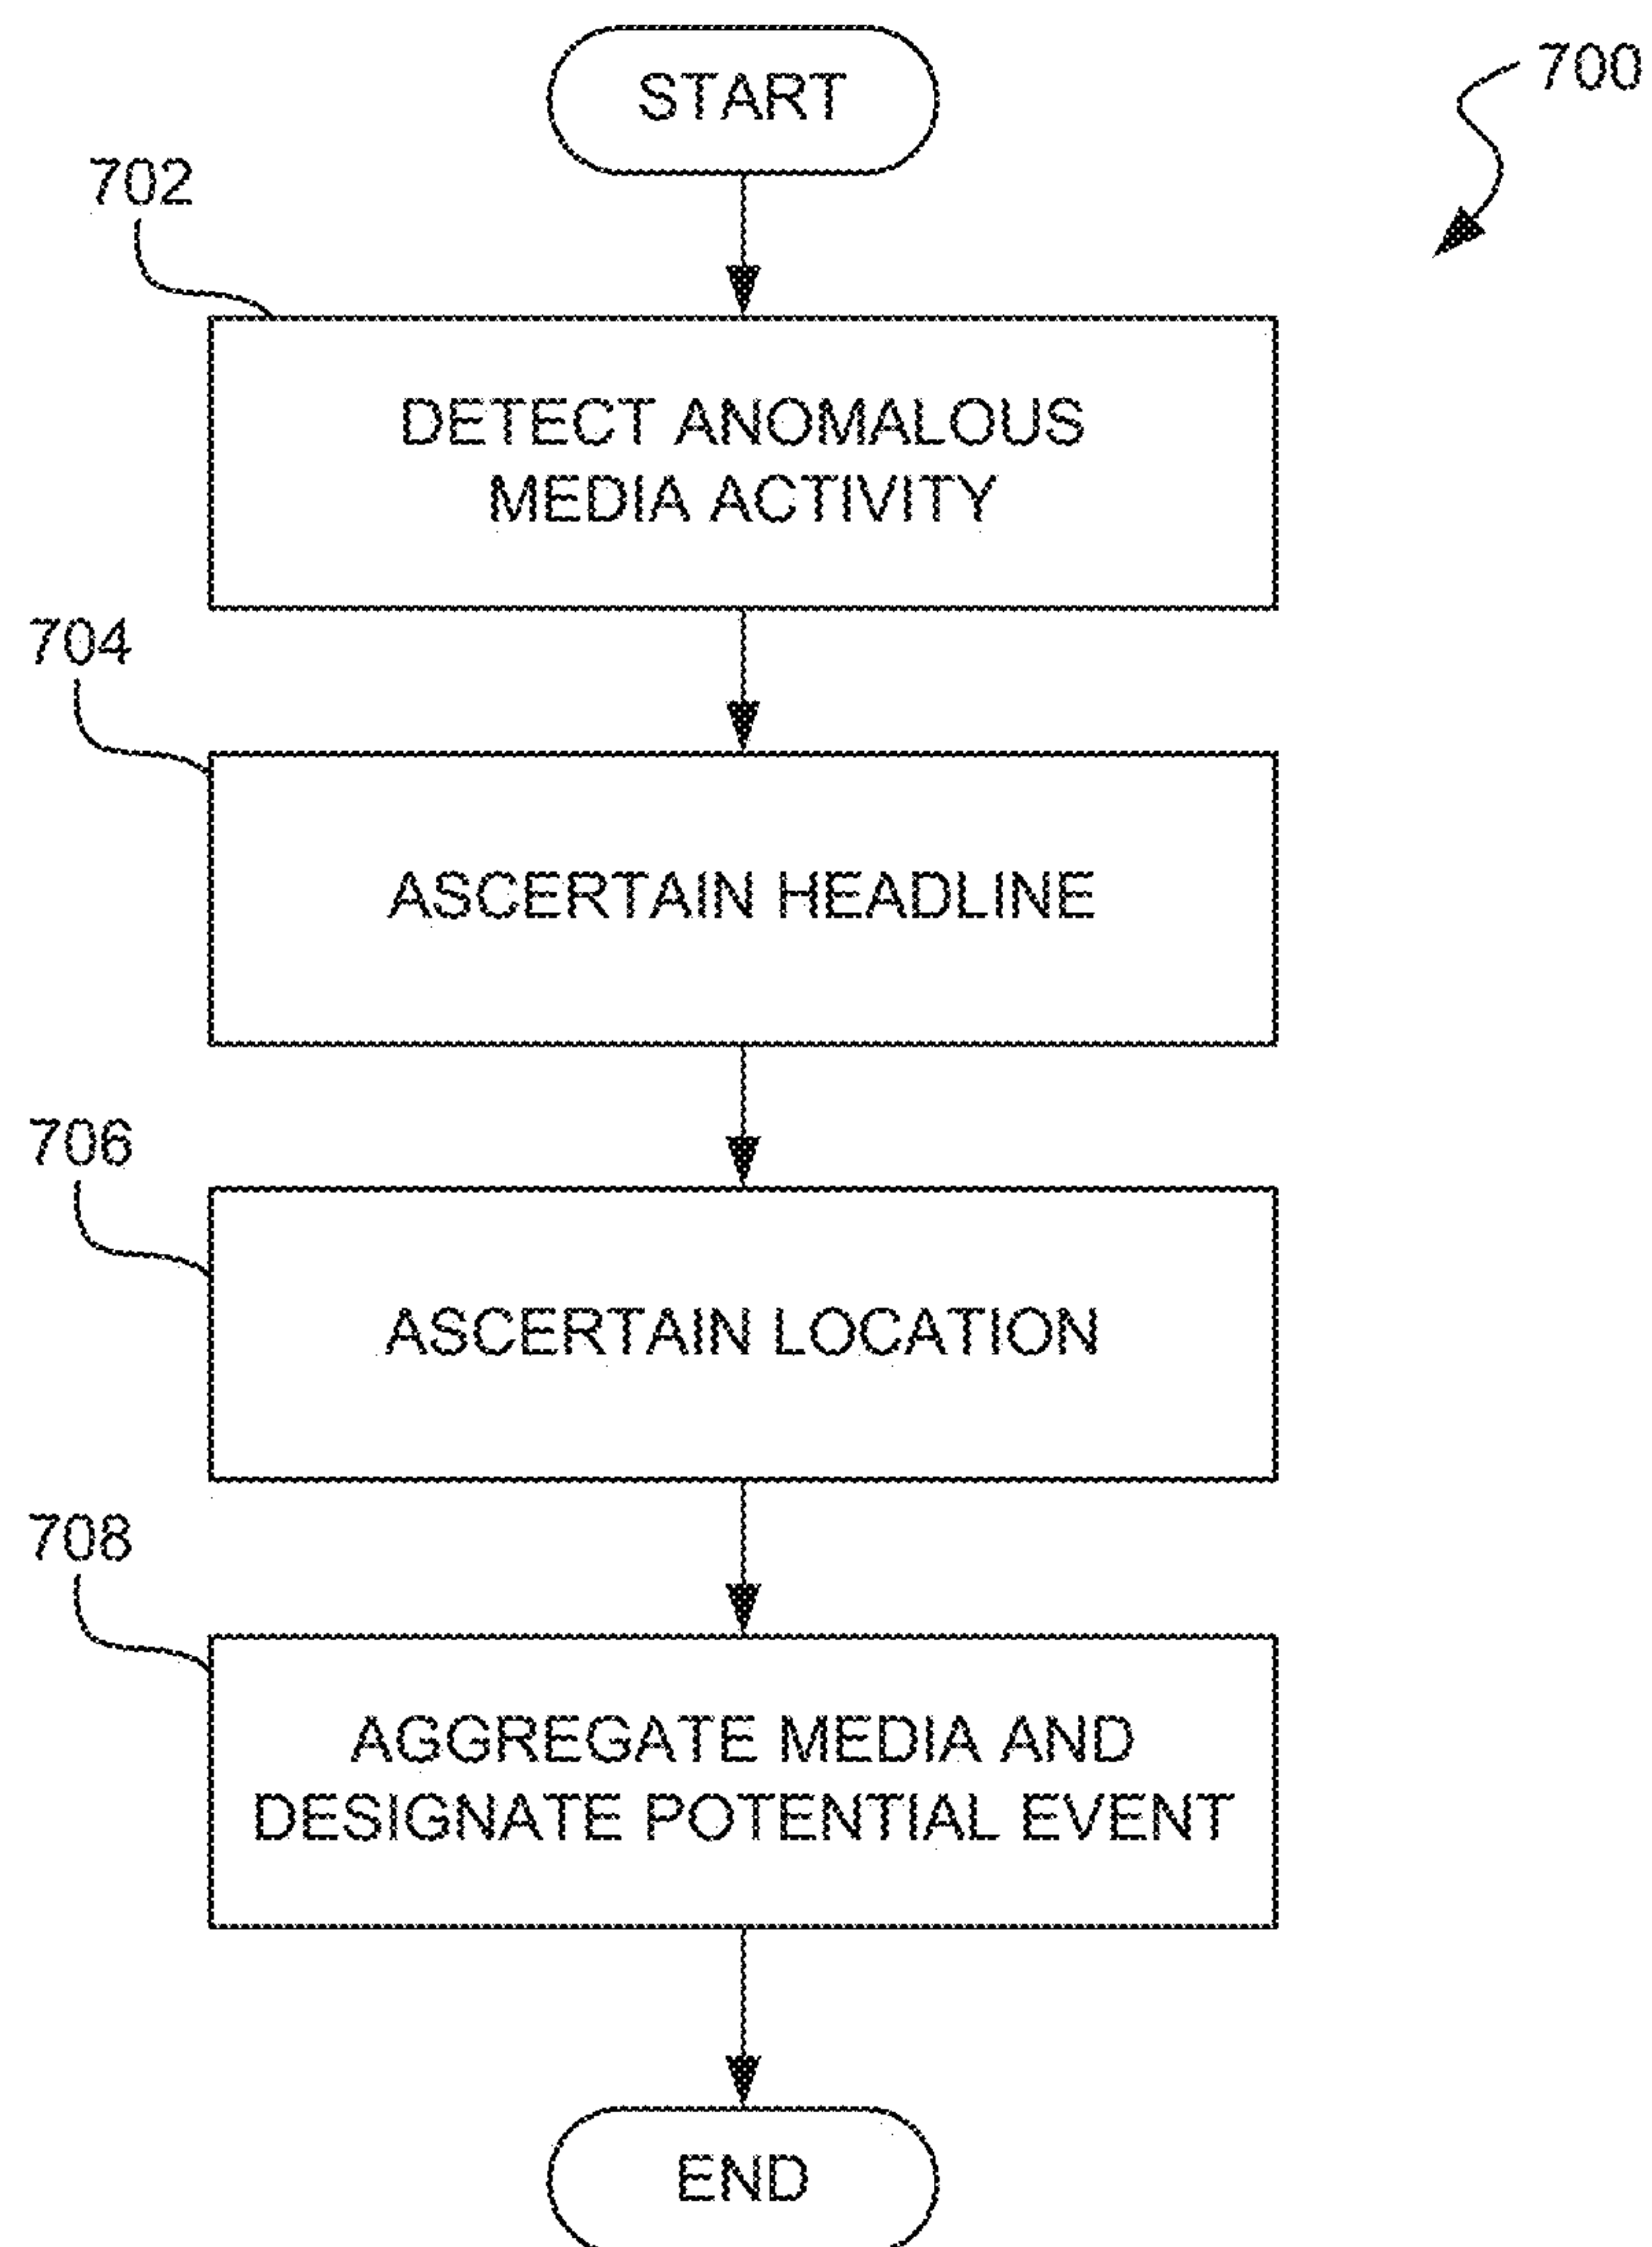 START
700
702
DETECT ANOMALOUS
MEDIA ACTIVITY
704
ASCERTAIN HEADLINE
706
ASCERTAIN LOCATION
708
AGGREGATE MEDIA AND
DESIGNATE POTENTIAL EVENT
END